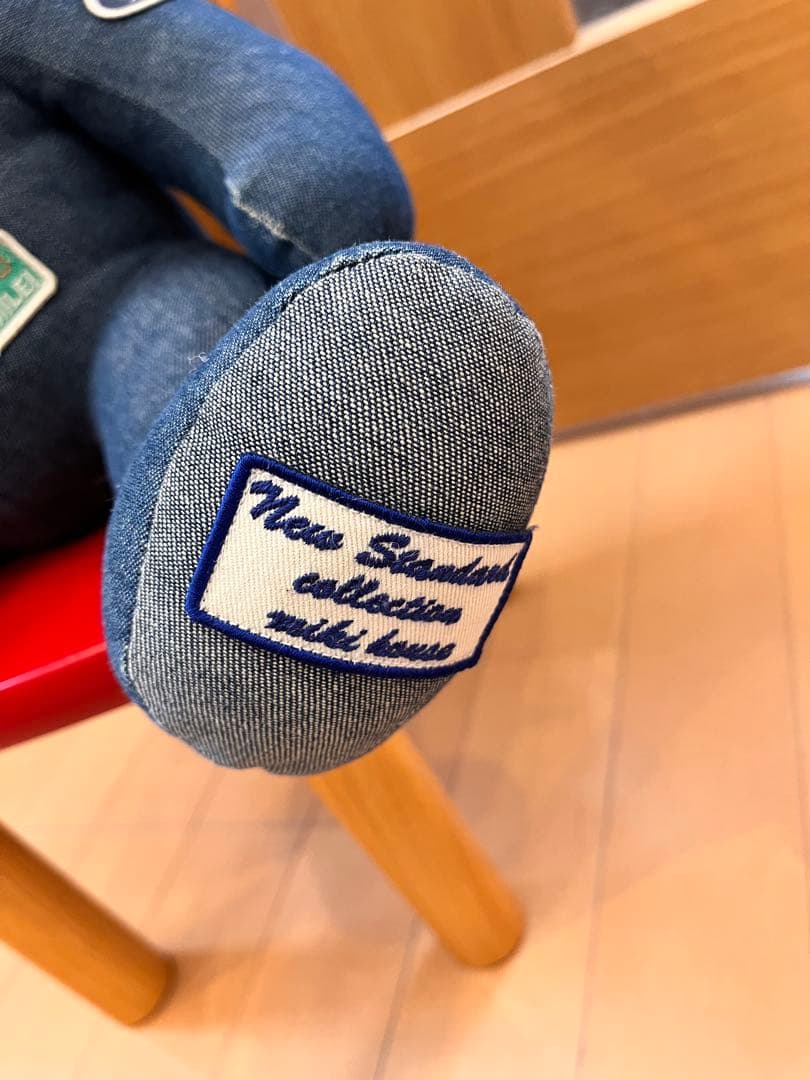 New Standard
collection
miki house